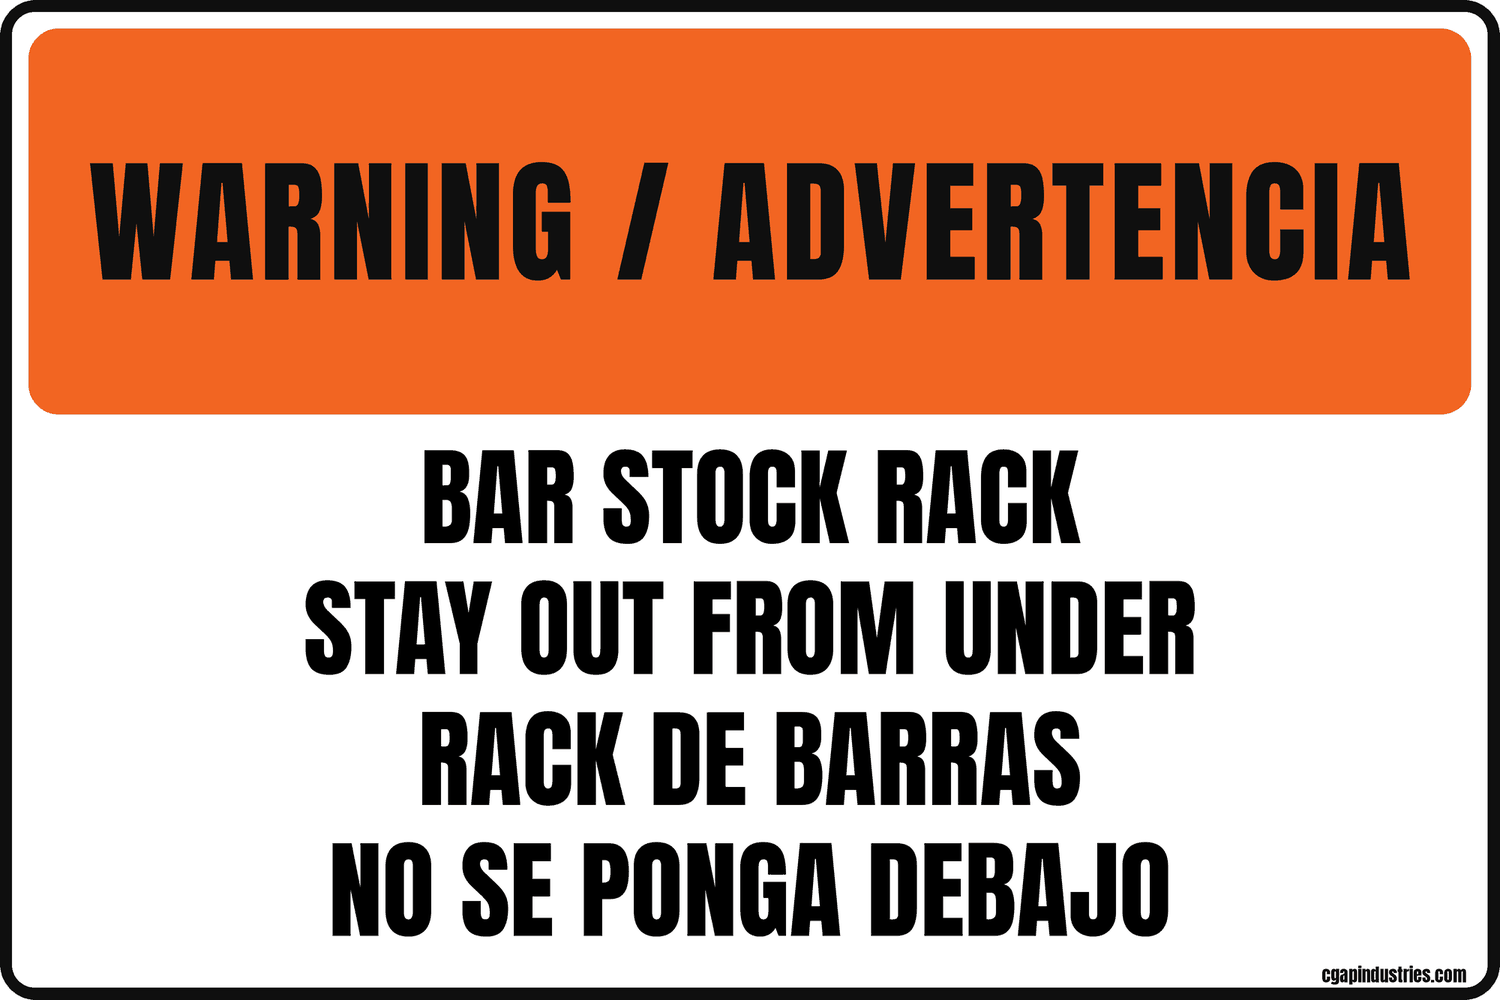 WARNING / ADVERTENCIA
BAR STOCK RACK
STAY OUT FROM UNDER
RACK DE BARRAS
NO SE PONGA DEBAJO
cgapindustries.com